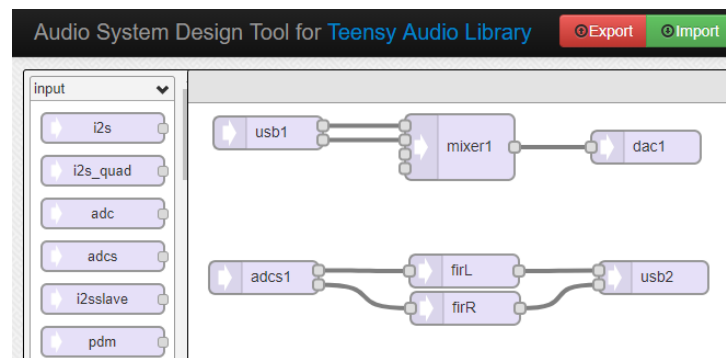 Audio System Design Tool for Teensy Audio Library
Export
Import
input
i2s
i2s_quad
adc
adcs
i2sslave
pdm
usb1
mixer1
dac1
adcs1
firL
firR
usb2